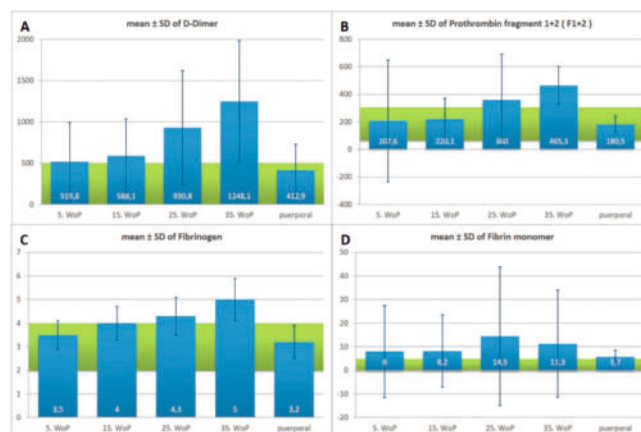 A
mean ± SD of D-Dimer
2000
1500
1000
500
0
519,8
588,1
930,8
1248,1
412,9
5. WoP
15. WoP
25. WoP
35. WoP
puerperal
B
mean ± SD of Prothrombin fragment 1+2 ( F1+2 )
800
600
400
200
0
-200
-400
207,6
220,1
360
465,3
180,5
5. WoP
15. WoP
25. WoP
35. WoP
puerperal
C
mean ± SD of Fibrinogen
7
6
5
4
3
2
1
0
3,5
4
4,3
5
3,2
5. WoP
15. WoP
25. WoP
35. WoP
puerperal
D
mean ± SD of Fibrin monomer
50
40
30
20
10
0
-10
-20
8
8,2
14,5
11,3
5,7
5. WoP
15. WoP
25. WoP
35. WoP
puerperal